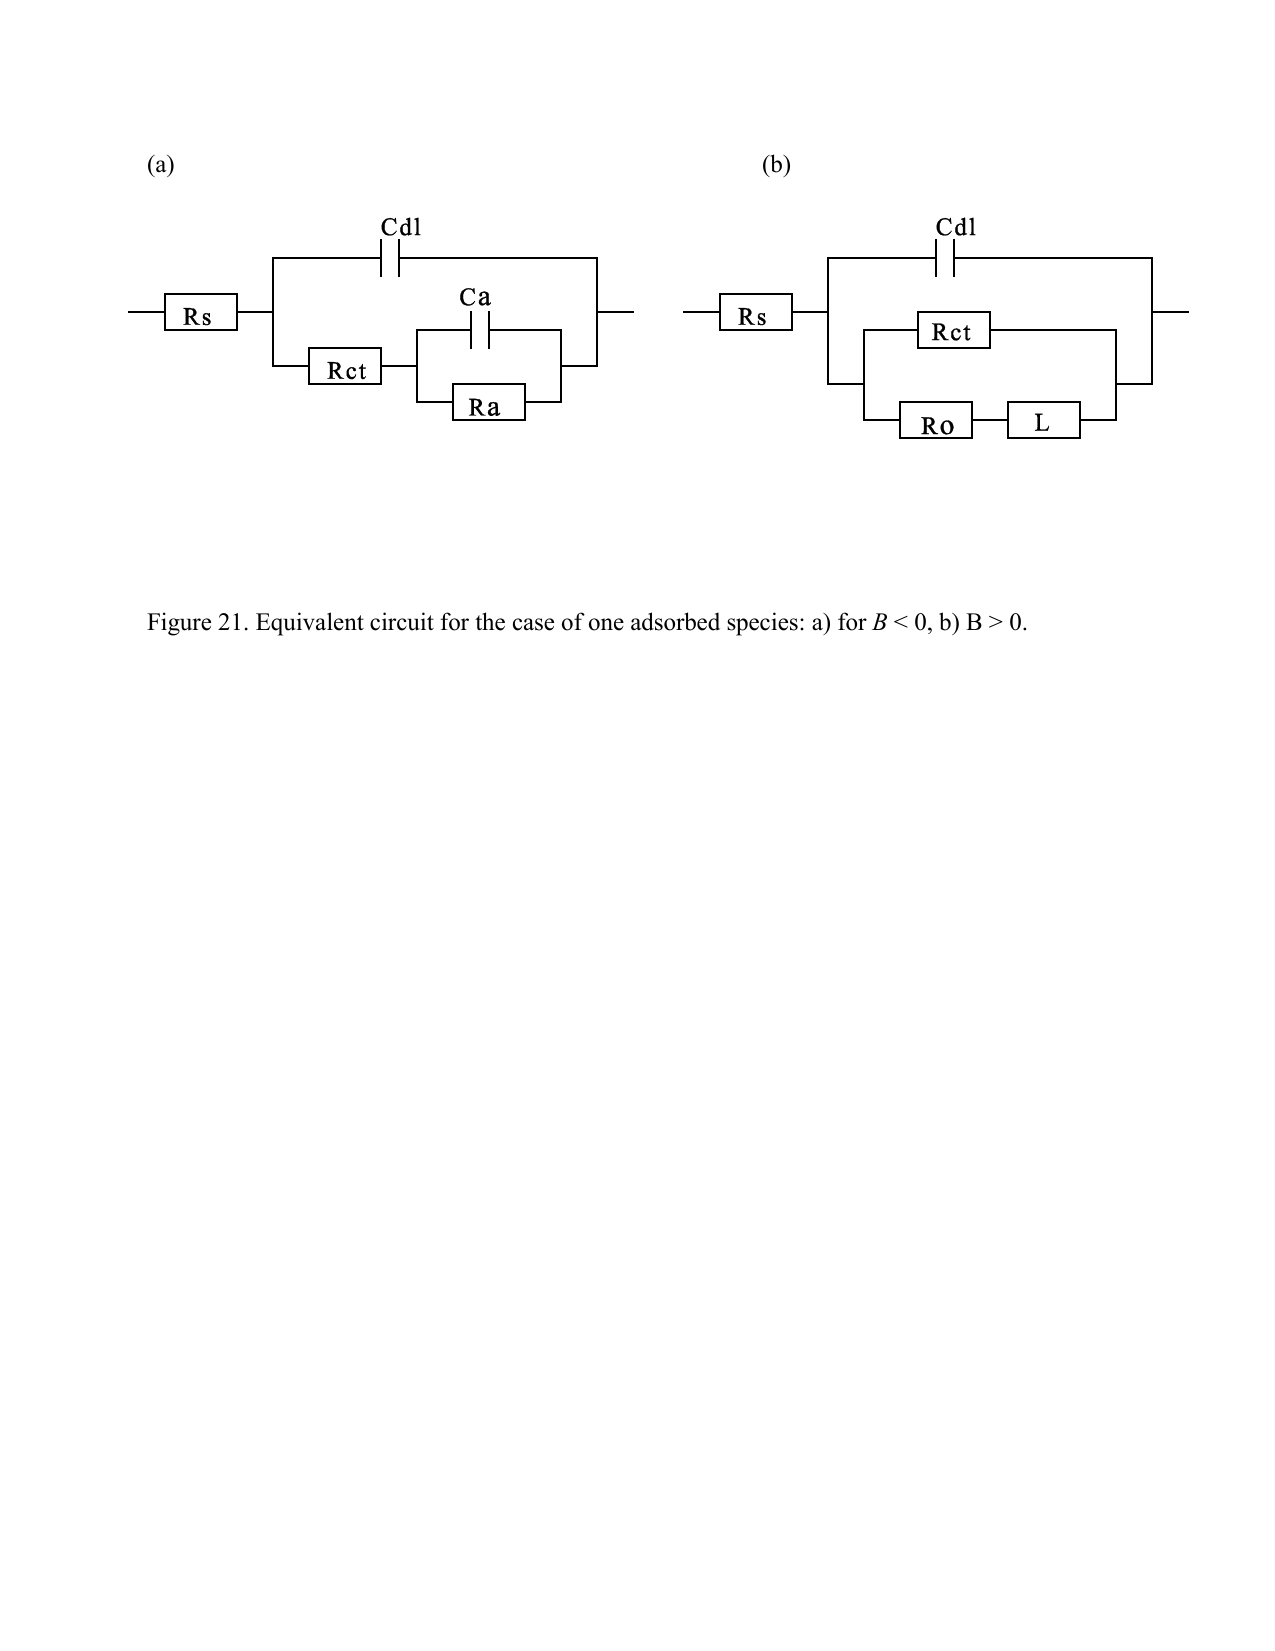 (a)
(b)
Cdl
Ca
Rs
Rct
Ra
Cdl
Rs
Rct
Ro
L
Figure 21. Equivalent circuit for the case of one adsorbed species: a) for B < 0, b) B > 0.